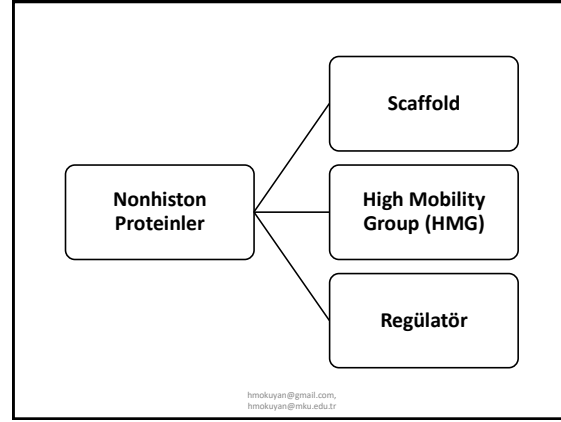 Scaffold
Nonhiston
Proteinler
High Mobility
Group (HMG)
Regülatör
hmokuyan@gmail.com,
hmokuyan@mku.edu.tr